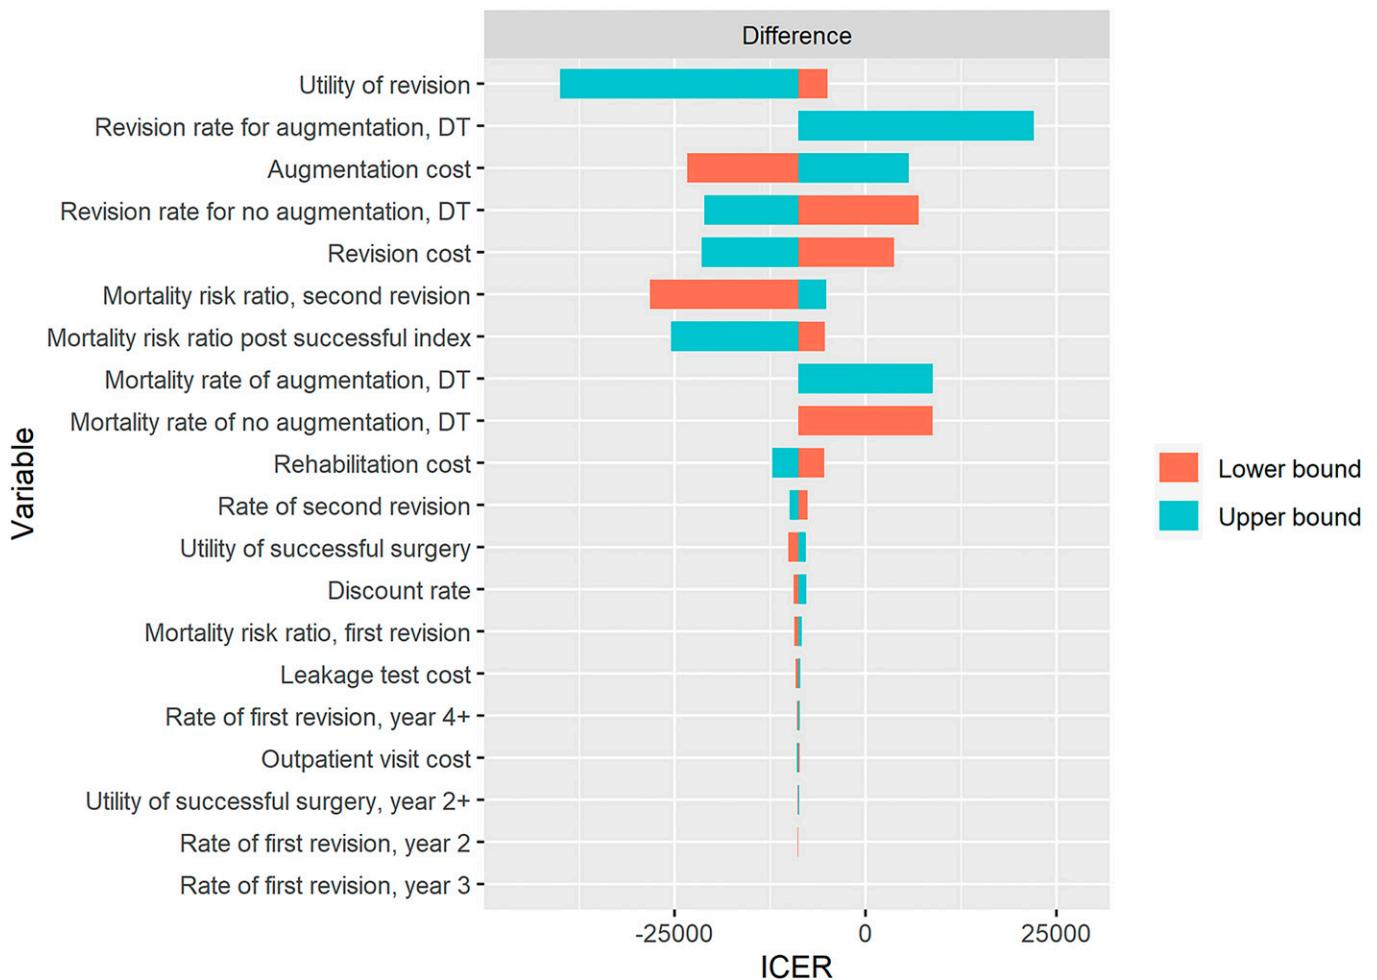 Difference
Utility of revision
Revision rate for augmentation, DT
Augmentation cost
Revision rate for no augmentation, DT
Revision cost
Mortality risk ratio, second revision
Mortality risk ratio post successful index
Mortality rate of augmentation, DT
Mortality rate of no augmentation, DT
Rehabilitation cost
Rate of second revision
Utility of successful surgery
Discount rate
Mortality risk ratio, first revision
Leakage test cost
Rate of first revision, year 4+
Outpatient visit cost
Utility of successful surgery, year 2+
Rate of first revision, year 2
Rate of first revision, year 3
Variable
-25000 0 25000
ICER
Lower bound
Upper bound